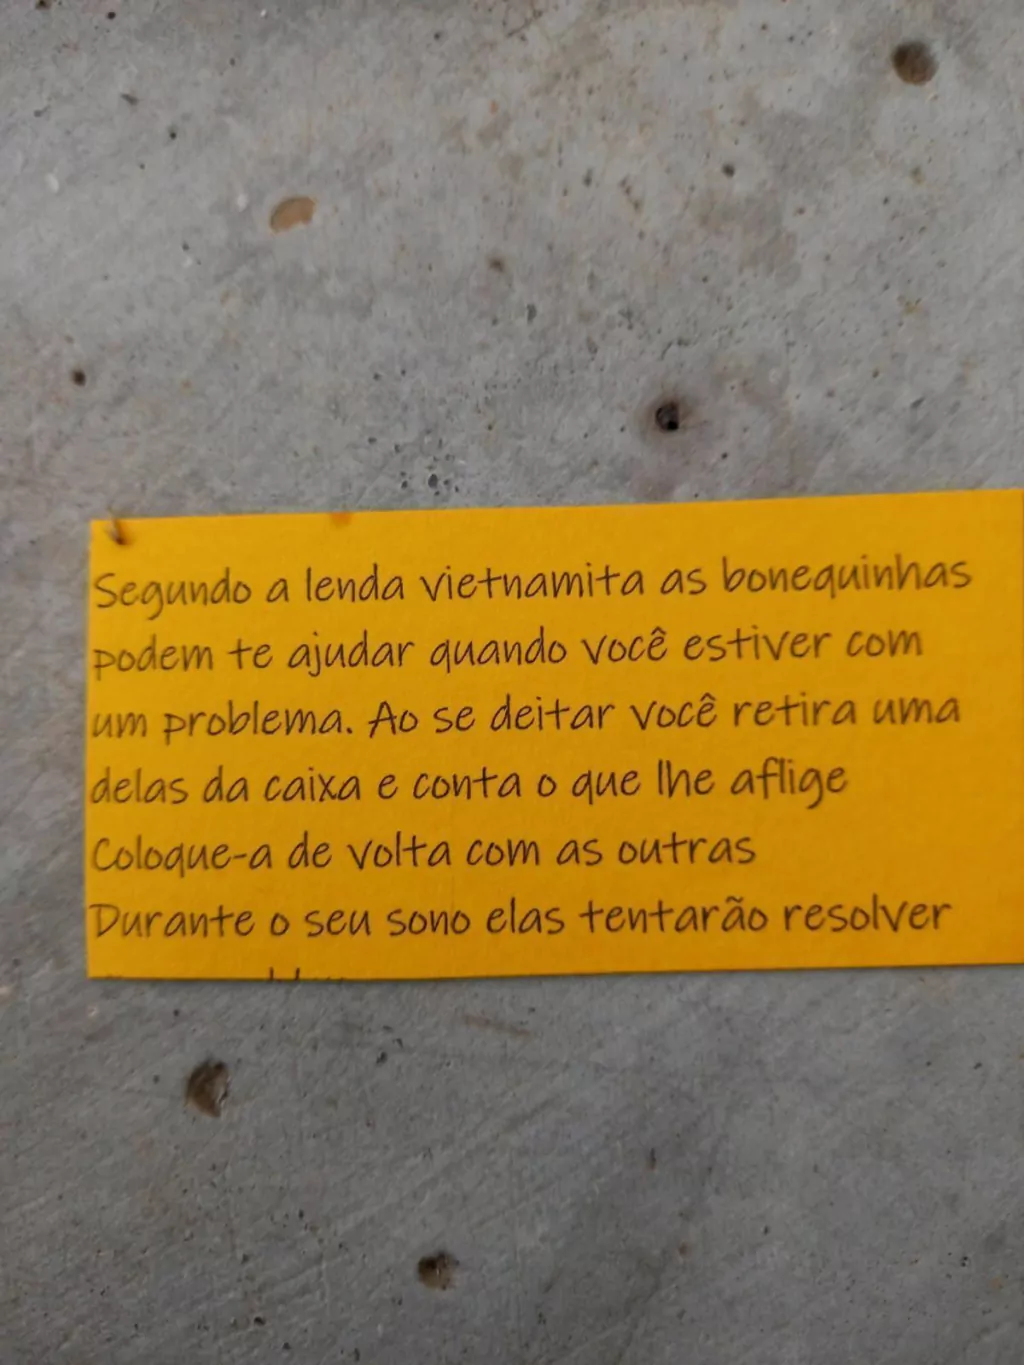 Segundo a lenda vietnamita as bonequinhas
podem te ajudar quando você estiver com
um problema. Ao se deitar você retira uma
delas da caixa e conta o que lhe aflige
Coloque-a de volta com as outras
Durante o seu sono elas tentarão resolver